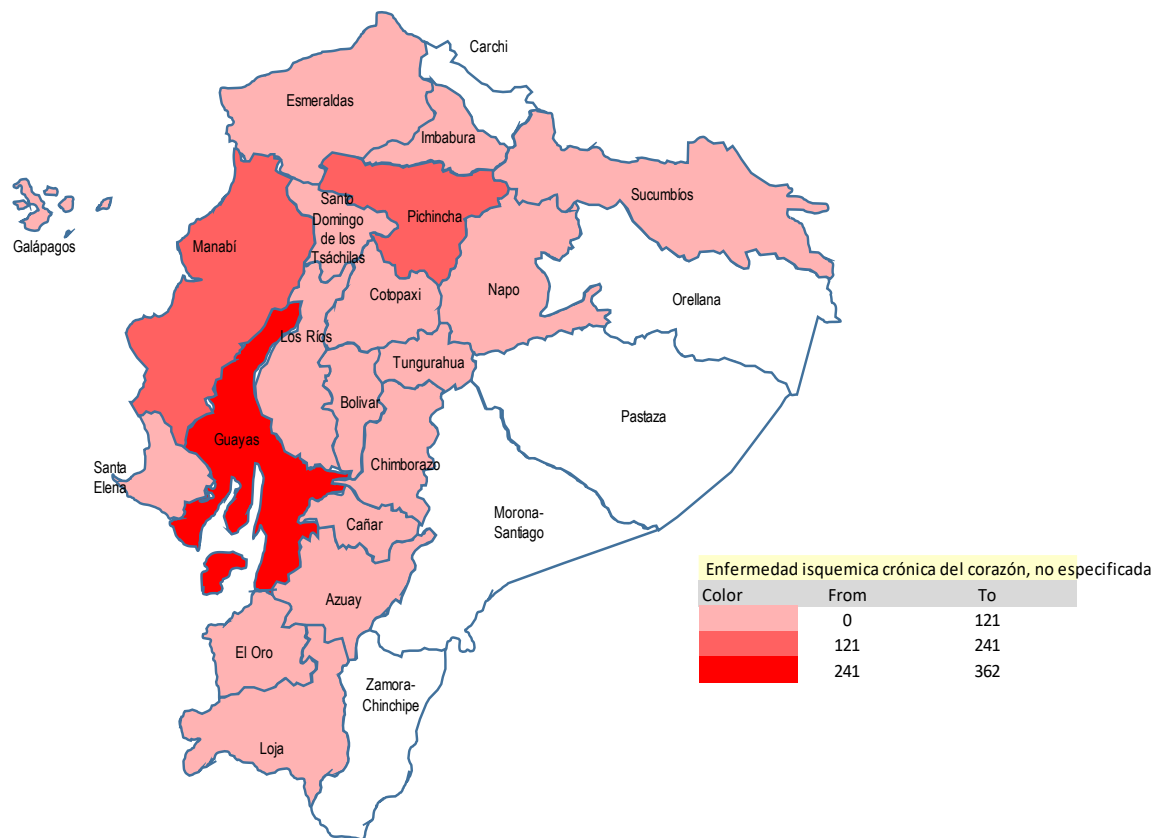 Carchi
Esmeraldas
Imbabura
Sucumbíos
Santo
Domingo
de los
Tsáchilas
Pichincha
Galápagos
Manabí
Napo
Cotopaxi
Orellana
Los Ríos
Tungurahua
Bolivar
Pastaza
Guayas
Chimborazo
Santa
Elena
Morona-
Santiago
Cañar
Azuay
El Oro
Zamora-
Chinchipe
Loja
Enfermedad isquemica crónica del corazón, no especificada
Color From To
0 121
121 241
241 362